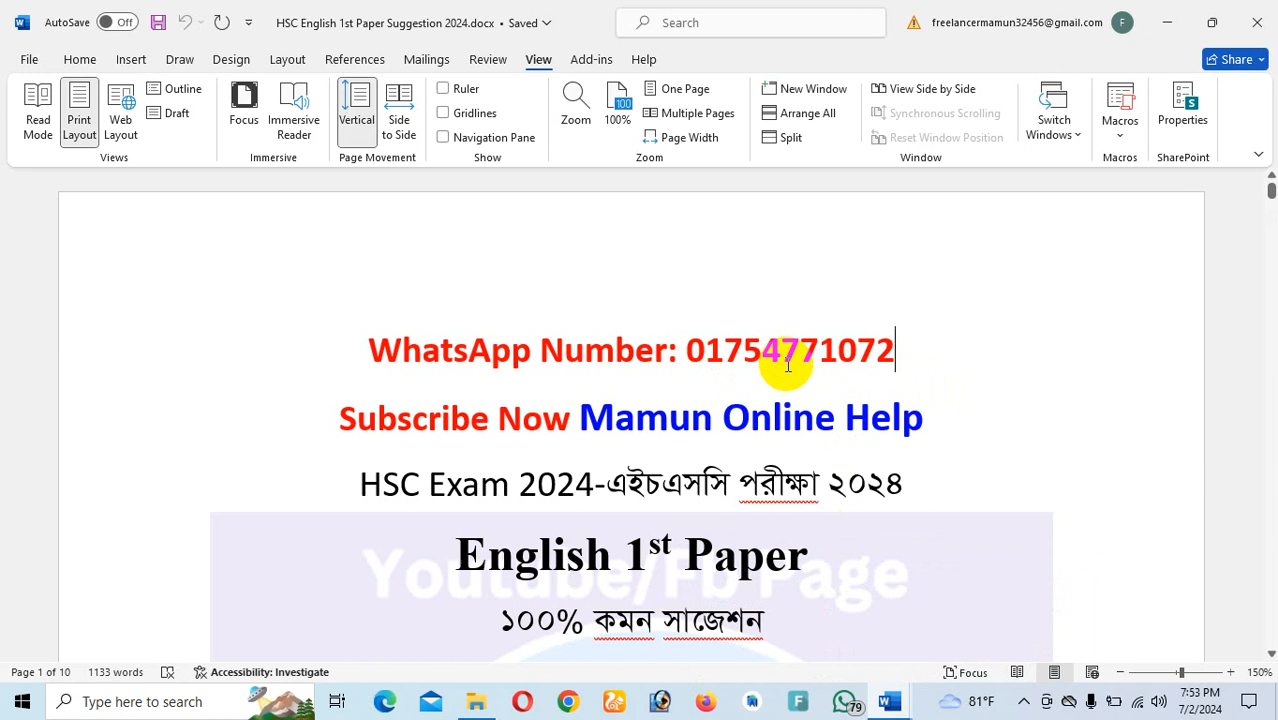 AutoSave Off HSC English 1st Paper Suggestion 2024.docx • Saved Search freelancermamun32456@gmail.com F
File Home Insert Draw Design Layout References Mailings Review View Add-ins Help Share
Read Mode Print Layout Web Layout Outline Draft Focus Immersive Reader Vertical Side to Side Ruler Gridlines Navigation Pane Zoom 100 100% One Page Multiple Pages Page Width New Window Arrange All Split View Side by Side Synchronous Scrolling Reset Window Position Switch Windows Macros Properties
Views Immersive Page Movement Show Zoom Window Macros SharePoint
WhatsApp Number: 01754771072
Subscribe Now Mamun Online Help
HSC Exam 2024-এইচএসসি পরীক্ষা ২০২৪
English 1st Paper
Youtube/Fb Page
১০০% কমন সাজেশন
Page 1 of 10 1133 words Accessibility: Investigate Focus 150%
Type here to search 79 81°F 7:53 PM
7/2/2024